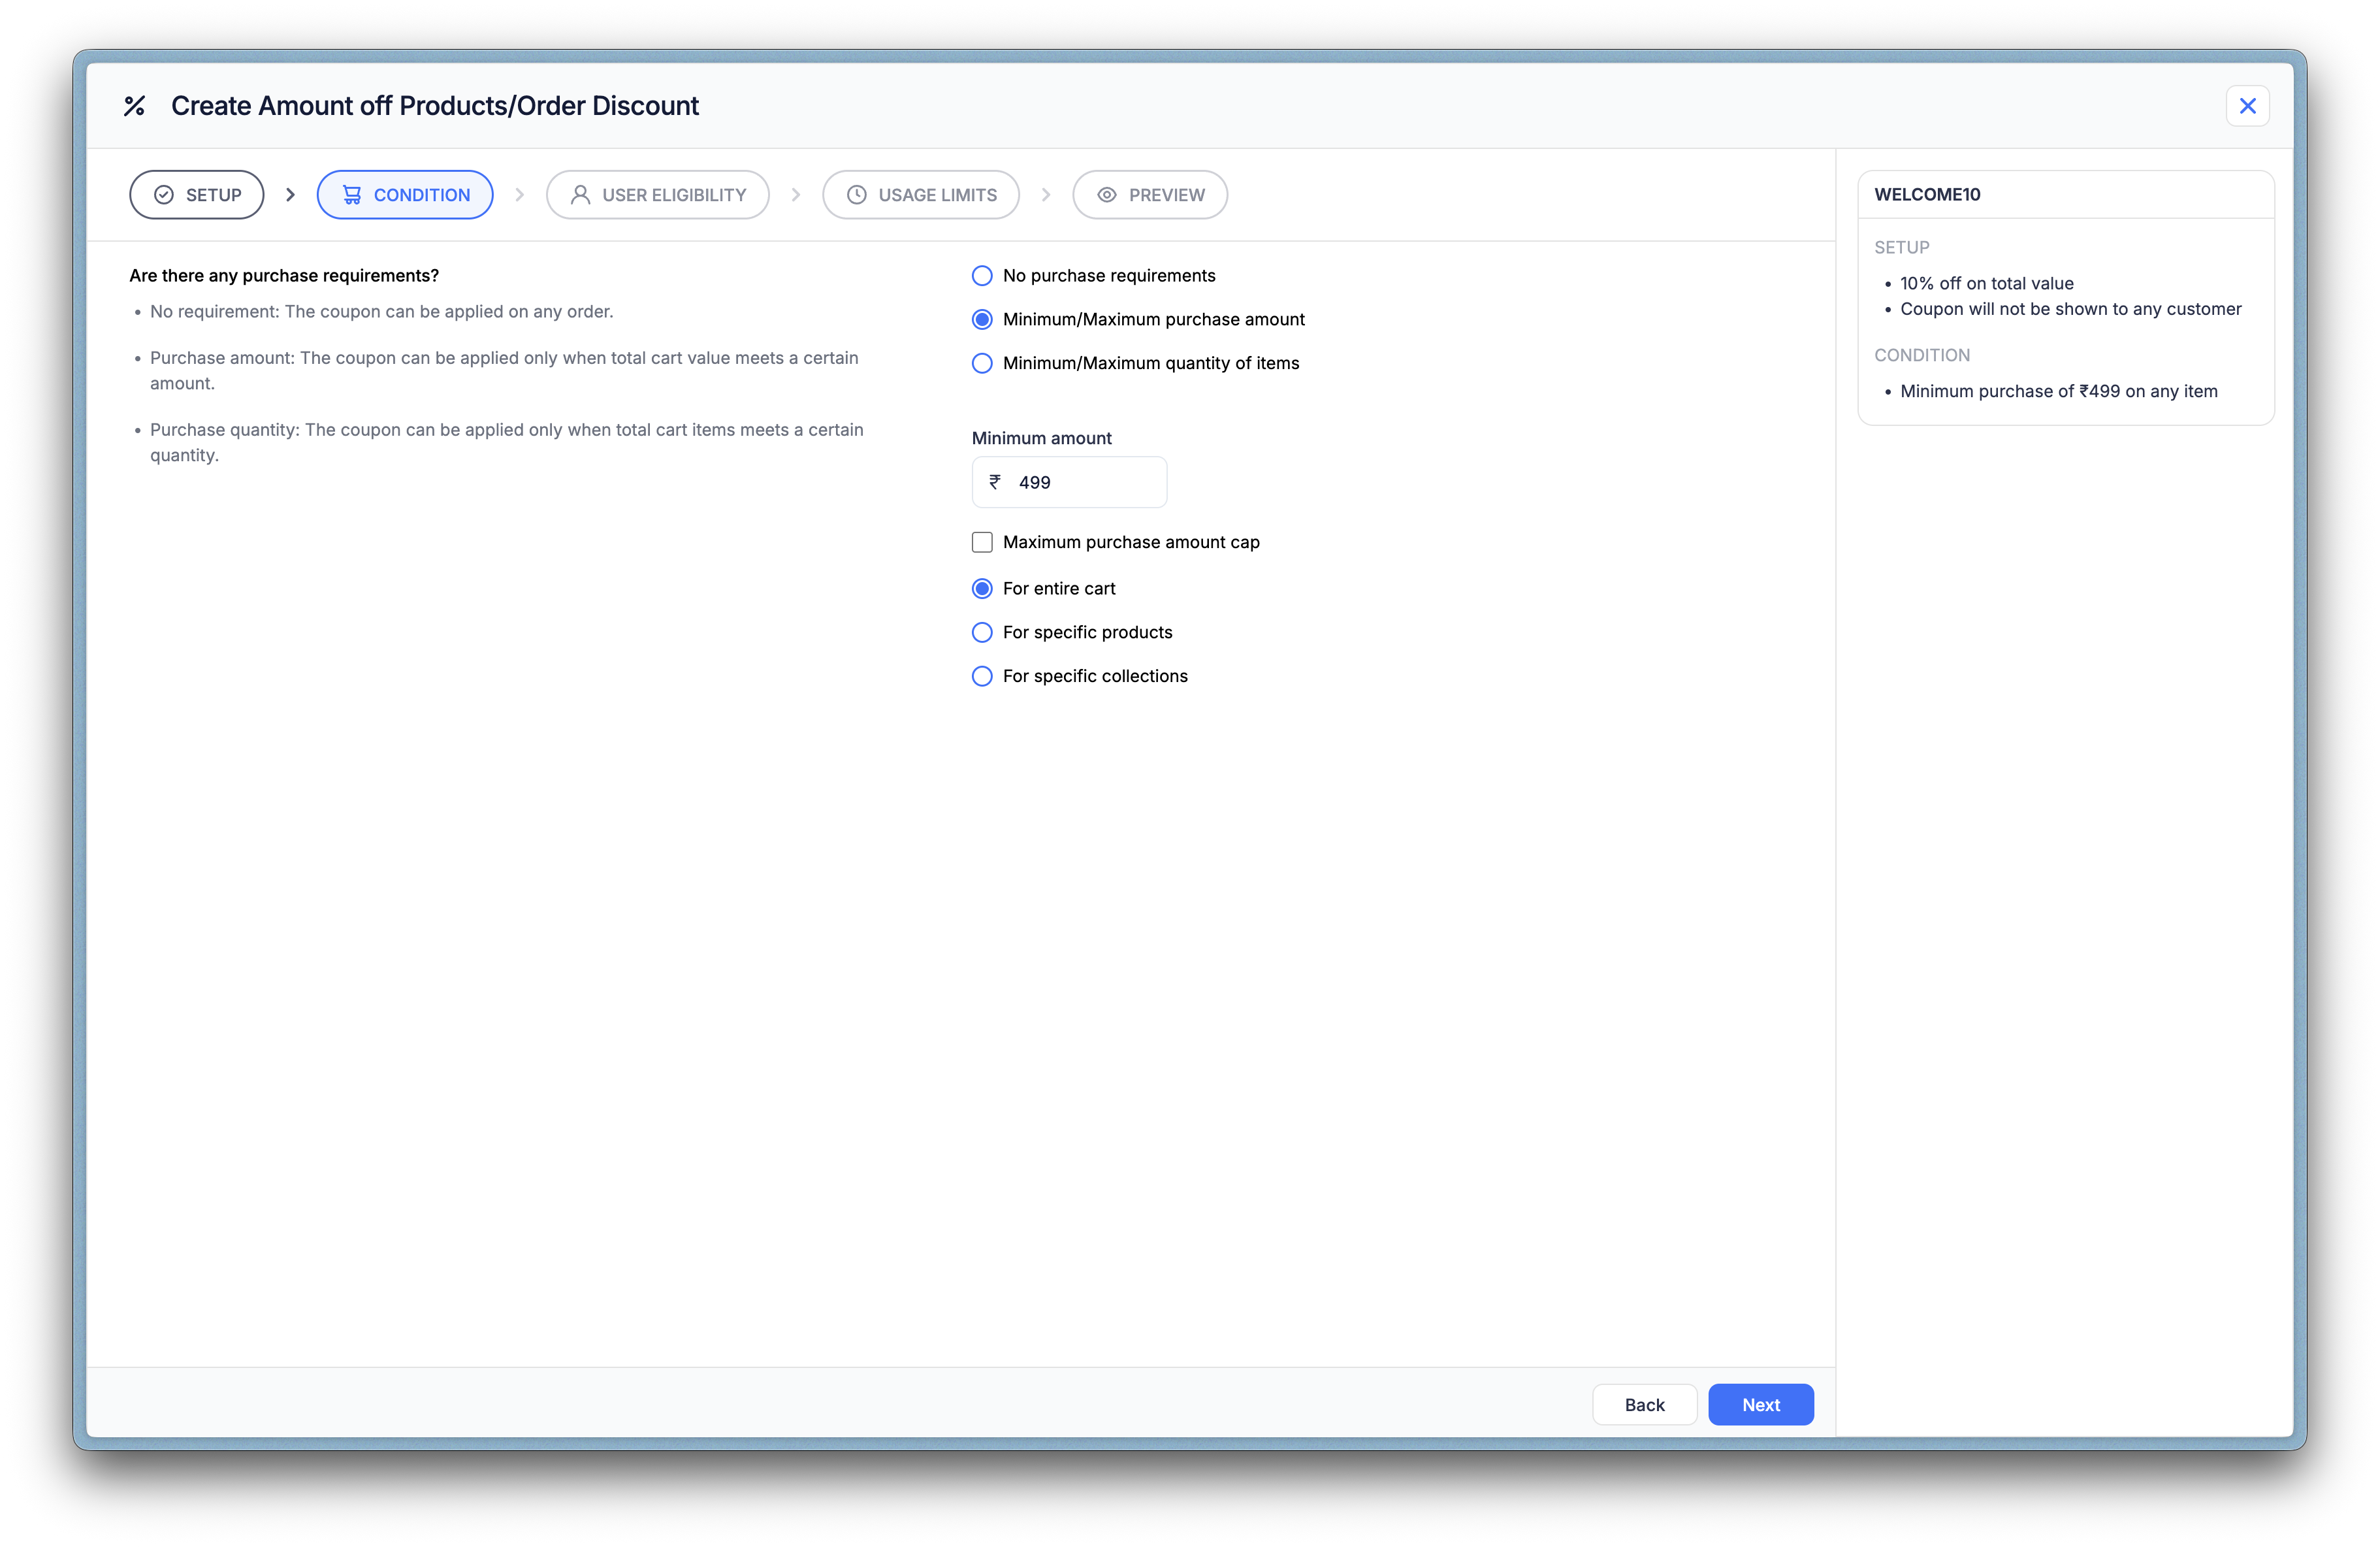 Create Amount off Products/Order Discount
SETUP
CONDITION
USER ELIGIBILITY
USAGE LIMITS
PREVIEW
Are there any purchase requirements?
• No requirement: The coupon can be applied on any order.
• Purchase amount: The coupon can be applied only when total cart value meets a certain
amount.
• Purchase quantity: The coupon can be applied only when total cart items meets a certain
quantity.
No purchase requirements
Minimum/Maximum purchase amount
Minimum/Maximum quantity of items
Minimum amount
₹ 499
Maximum purchase amount cap
For entire cart
For specific products
For specific collections
Back
Next
WELCOME10
SETUP
• 10% off on total value
• Coupon will not be shown to any customer
CONDITION
• Minimum purchase of ₹499 on any item